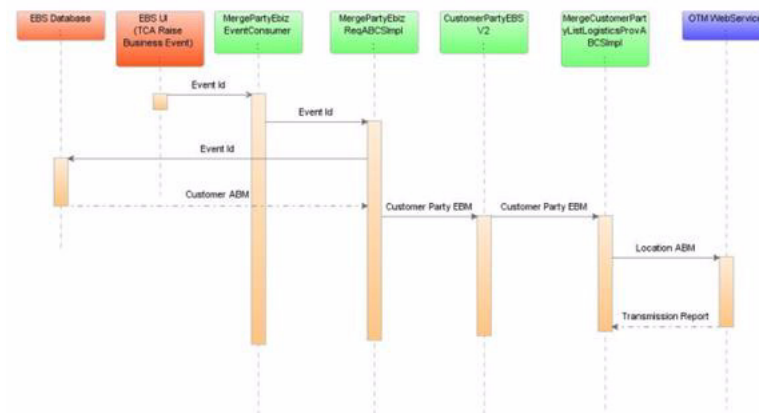 EBS Database
EBS UI
(TCA Raise
Business Event)
MergePartyEbiz
EventConsumer
MergePartyEbiz
ReqABCSImpl
CustomerPartyEBS
V2
MergeCustomerPart
yListLogisticsProvA
BCSImpl
OTM WebService
Event Id
Event Id
Event Id
Customer ABM
Customer Party EBM
Customer Party EBM
Location ABM
Transmission Report